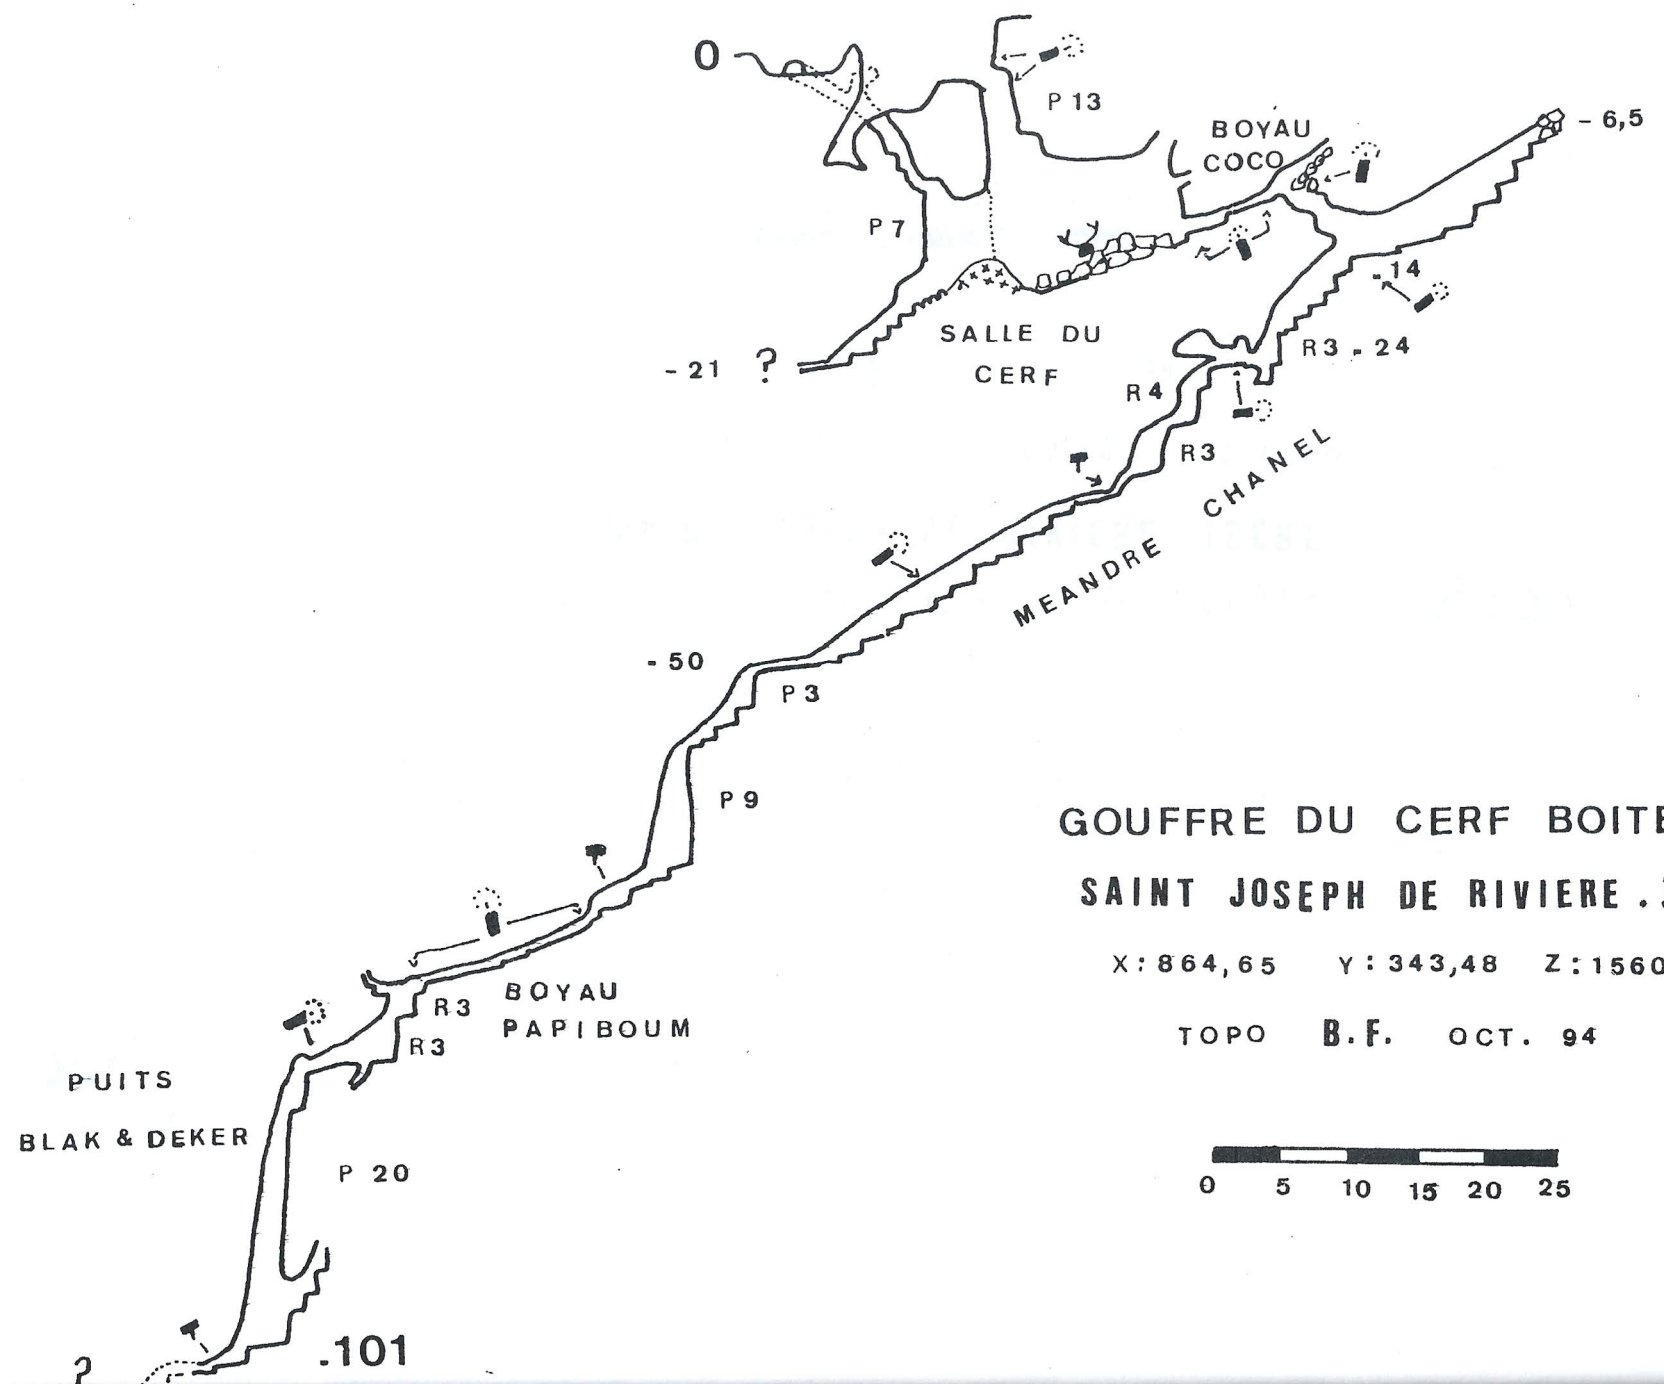 0
P 13
BOYAU
COCO
- 6,5
P 7
- 14
SALLE DU
CERF
- 21 ?
R3 - 24
R4
R3
MEANDRE CHANEL
- 50
P 3
P 9
GOUFFRE DU CERF
SAINT JOSEPH DE RIVIERE .
X: 864,65 Y: 343,48 Z: 1560
TOPO B.F. OCT. 94
BOYAU
PAPIBOUM
R3
R3
PUITS
BLAK & DEKER
P 20
0 5 10 15 20 25
-101
?